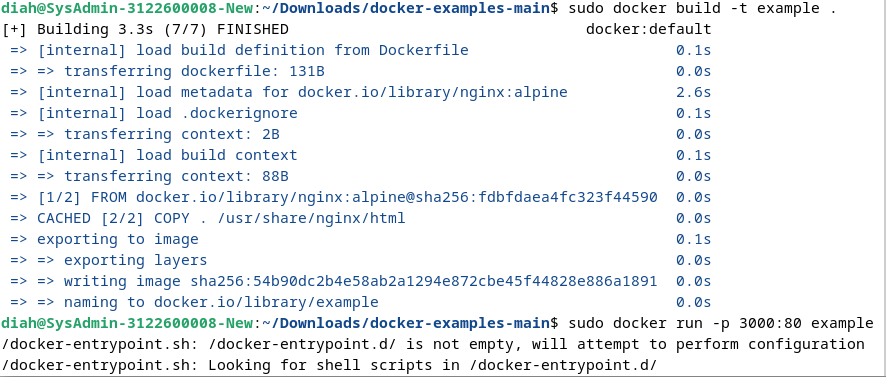 diah@SysAdmin-3122600008-New:~/Downloads/docker-examples-main$ sudo docker build -t example .
[+] Building 3.3s (7/7) FINISHED docker:default
=> [internal] load build definition from Dockerfile 0.1s
=> => transferring dockerfile: 131B 0.0s
=> [internal] load metadata for docker.io/library/nginx:alpine 2.6s
=> [internal] load .dockerignore 0.1s
=> => transferring context: 2B 0.0s
=> [internal] load build context 0.1s
=> => transferring context: 88B 0.0s
=> [1/2] FROM docker.io/library/nginx:alpine@sha256:fdbfdaea4fc323f44590 0.0s
=> CACHED [2/2] COPY . /usr/share/nginx/html 0.0s
=> exporting to image 0.1s
=> => exporting layers 0.0s
=> => writing image sha256:54b90dc2b4e58ab2a1294e872cbe45f44828e886a1891 0.0s
=> => naming to docker.io/library/example 0.0s
diah@SysAdmin-3122600008-New:~/Downloads/docker-examples-main$ sudo docker run -p 3000:80 example
/docker-entrypoint.sh: /docker-entrypoint.d/ is not empty, will attempt to perform configuration
/docker-entrypoint.sh: Looking for shell scripts in /docker-entrypoint.d/